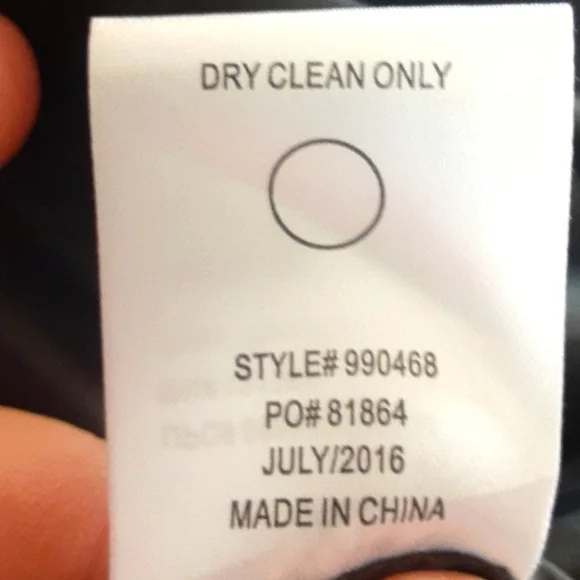 DRY CLEAN ONLY
STYLE# 990468
PO# 81864
JULY/2016
MADE IN CHINA